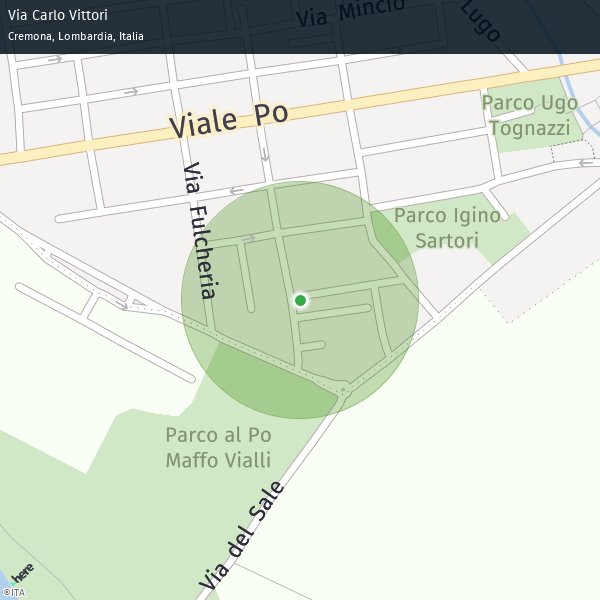 Via Carlo Vittori
Cremona, Lombardia, Italia
Via Mincio
Lugo
Viale Po
Parco Ugo
Tognazzi
Via Fulcheria
Parco Igino
Sartori
Parco al Po
Maffo Vialli
Via del Sale
here
©ITA